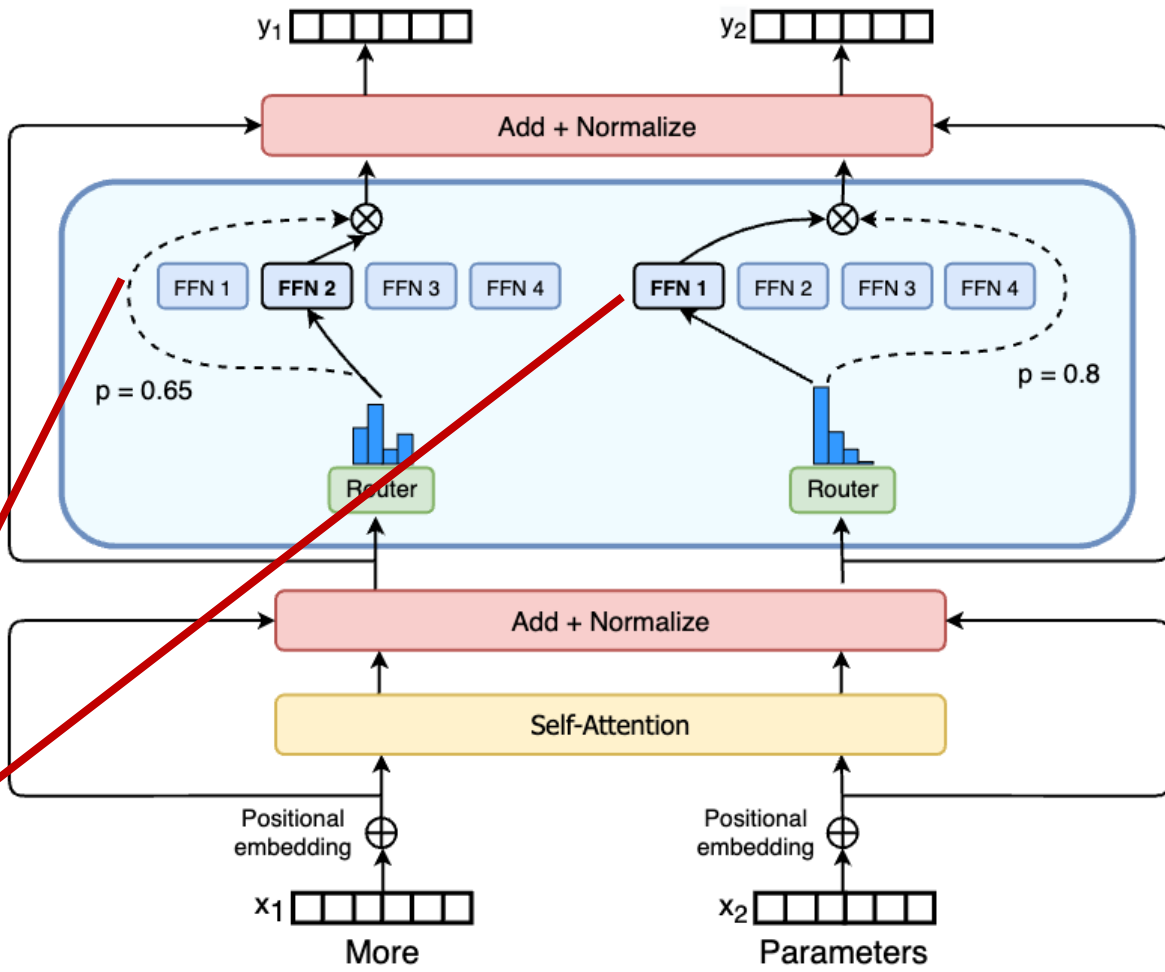 y1 y2
Add + Normalize
FFN 1 FFN 2 FFN 3 FFN 4 FFN 1 FFN 2 FFN 3 FFN 4
p = 0.65 p = 0.8
Router Router
Add + Normalize
Self-Attention
Positional embedding Positional embedding
x1 x2
More Parameters